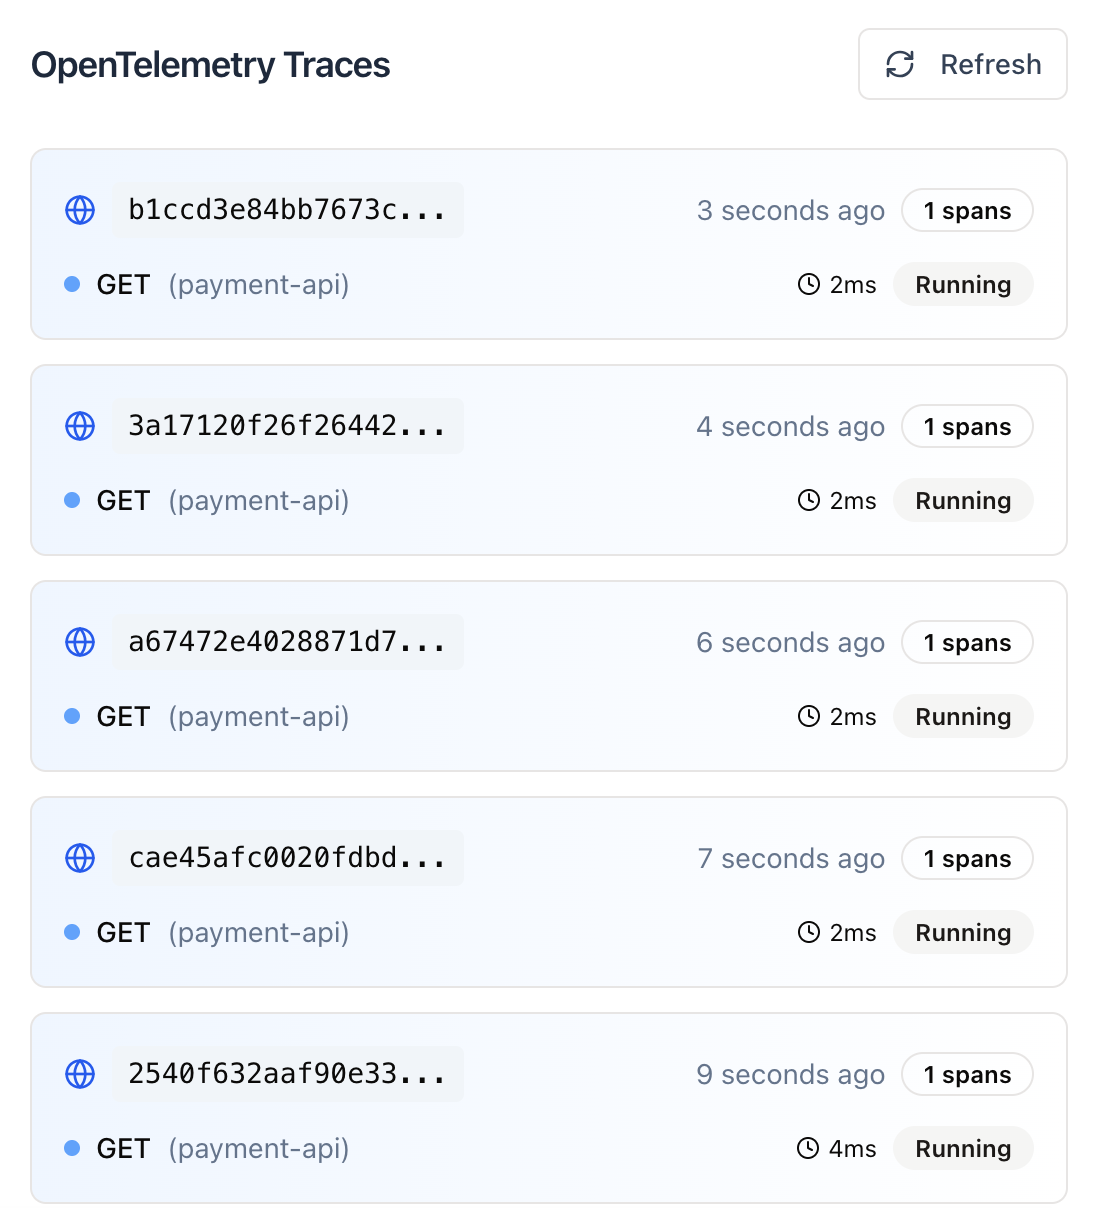 OpenTelemetry Traces
Refresh
b1ccd3e84bb7673c...
3 seconds ago
1 spans
GET (payment-api)
2ms
Running
3a17120f26f26442...
4 seconds ago
1 spans
GET (payment-api)
2ms
Running
a67472e4028871d7...
6 seconds ago
1 spans
GET (payment-api)
2ms
Running
cae45afc0020fdbd...
7 seconds ago
1 spans
GET (payment-api)
2ms
Running
2540f632aaf90e33...
9 seconds ago
1 spans
GET (payment-api)
4ms
Running